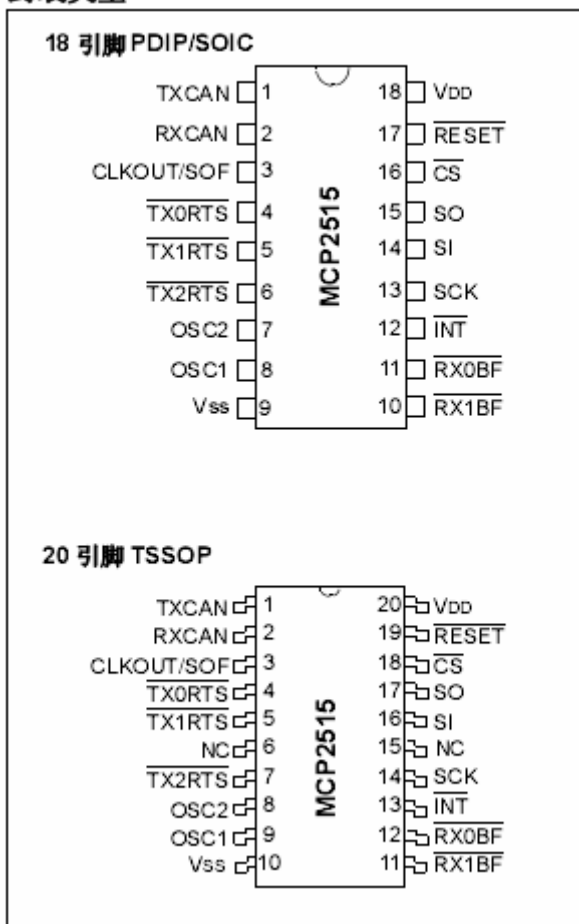 18 引脚 PDIP/SOIC
TXCAN 1 18 VDD
RXCAN 2 17 RESET
CLKOUT/SOF 3 16 CS
TX0RTS 4 15 SO
TX1RTS 5 14 SI
TX2RTS 6 13 SCK
OSC2 7 12 INT
OSC1 8 11 RX0BF
Vss 9 10 RX1BF
MCP2515
20 引脚 TSSOP
TXCAN 1 20 VDD
RXCAN 2 19 RESET
CLKOUT/SOF 3 18 CS
TX0RTS 4 17 SO
TX1RTS 5 16 SI
NC 6 15 NC
TX2RTS 7 14 SCK
OSC2 8 13 INT
OSC1 9 12 RX0BF
Vss 10 11 RX1BF
MCP2515